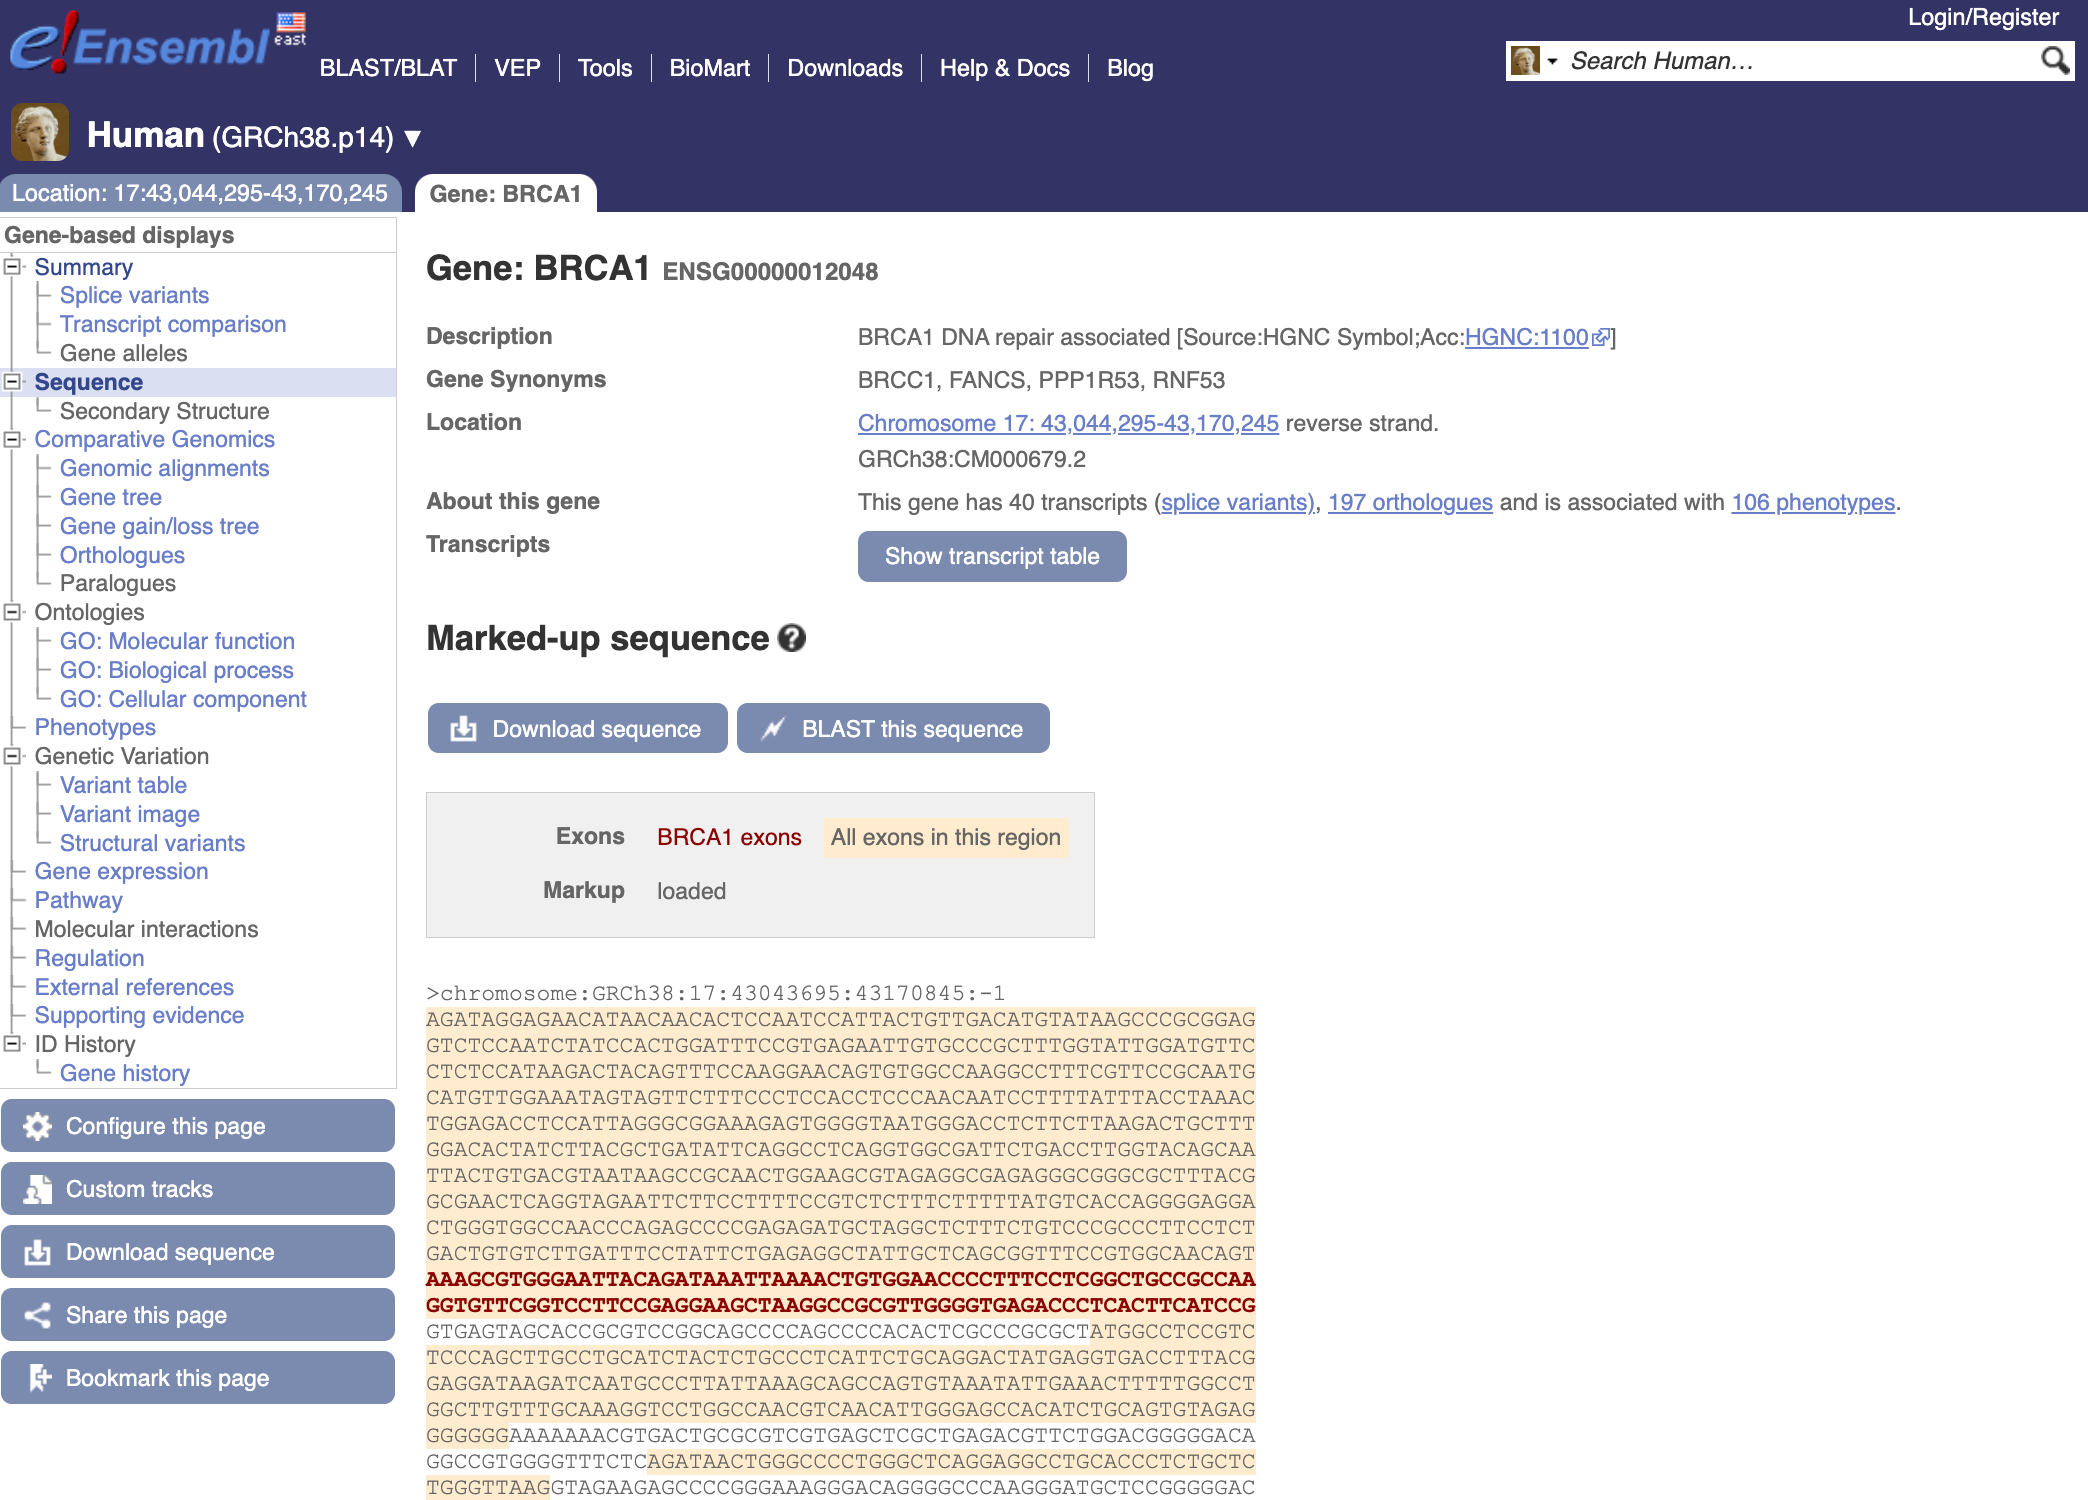 Login/Register
e!Ensembl east
BLAST/BLAT VEP Tools BioMart Downloads Help & Docs Blog
Search Human…
Human (GRCh38.p14) ▼
Location: 17:43,044,295-43,170,245
Gene: BRCA1
Gene-based displays
Summary
Splice variants
Transcript comparison
Gene alleles
Sequence
Secondary Structure
Comparative Genomics
Genomic alignments
Gene tree
Gene gain/loss tree
Orthologues
Paralogues
Ontologies
GO: Molecular function
GO: Biological process
GO: Cellular component
Phenotypes
Genetic Variation
Variant table
Variant image
Structural variants
Gene expression
Pathway
Molecular interactions
Regulation
External references
Supporting evidence
ID History
Gene history
Configure this page
Custom tracks
Download sequence
Share this page
Bookmark this page
Gene: BRCA1 ENSG00000012048
Description BRCA1 DNA repair associated [Source:HGNC Symbol;Acc:HGNC:1100]
Gene Synonyms BRCC1, FANCS, PPP1R53, RNF53
Location Chromosome 17: 43,044,295-43,170,245 reverse strand.
GRCh38:CM000679.2
About this gene This gene has 40 transcripts (splice variants), 197 orthologues and is associated with 106 phenotypes.
Transcripts Show transcript table
Marked-up sequence ?
Download sequence BLAST this sequence
Exons BRCA1 exons All exons in this region
Markup loaded
>chromosome:GRCh38:17:43043695:43170845:-1
AGATAGGAGAACATAACAACACTCCAATCCATTACTGTTGACATGTATAAGCCCGCGGAG
GTCTCCAATCTATCCACTGGATTTCCGTGAGAATTGTGCCCGCTTTGGTATTGGATGTTC
CTCTCCATAAGACTACAGTTTCCAAGGAACAGTGTGGCCAAGGCCTTTCGTTCCGCAATG
CATGTTGGAAATAGTAGTTCTTTCCCTCCACCTCCCAACAATCCTTTTATTTACCTAAAC
TGGAGACCTCCATTAGGGCGGAAAGAGTGGGGTAATGGGACCTCTTCTTAAGACTGCTTT
GGACACTATCTTACGCTGATATTCAGGCCTCAGGTGGCGATTCTGACCTTGGTACAGCAA
TTACTGTGACGTAATAAGCCGCAACTGGAAGCGTAGAGGCGAGAGGGCGGGCGCTTTACG
GCGAACTCAGGTAGAATTCTTCCTTTTCCGTCTCTTTCTTTTTATGTCACCAGGGGAGGA
CTGGGTGGCCAACCCAGAGCCCCGAGAGATGCTAGGCTCTTTCTGTCCCGCCCTTCCTCT
GACTGTGTCTTGATTTCCTATTCTGAGAGGCTATTGCTCAGCGGTTTCCGTGGCAACAGT
AAAGCGTGGGAATTACAGATAAATTAAAACTGTGGAACCCCTTTCCTCGGCTGCCGCCAA
GGTGTTCGGTCCTTCCGAGGAAGCTAAGGCCGCGTTGGGGTGAGACCCTCACTTCATCCG
GTGAGTAGCACCGCGTCCGGCAGCCCCAGCCCCACACTCGCCCGCGCTATGGCCTCCGTC
TCCCAGCTTGCCTGCATCTACTCTGCCCTCATTCTGCAGGACTATGAGGTGACCTTTACG
GAGGATAAGATCAATGCCCTTATTAAAGCAGCCAGTGTAAATATTGAAACTTTTTGGCCT
GGCTTGTTTGCAAAGGTCCTGGCCAACGTCAACATTGGGAGCCACATCTGCAGTGTAGAG
GGGGGGAAAAAAACGTGACTGCGCGTCGTGAGCTCGCTGAGACGTTCTGGACGGGGGACA
GGCCGTGGGGTTTCTCAGATAACTGGGCCCCTGGGCTCAGGAGGCCTGCACCCTCTGCTC
TGGGTTAAGGTAGAAGAGCCCCGGGAAAGGGACAGGGGCCCAAGGGATGCTCCGGGGGAC